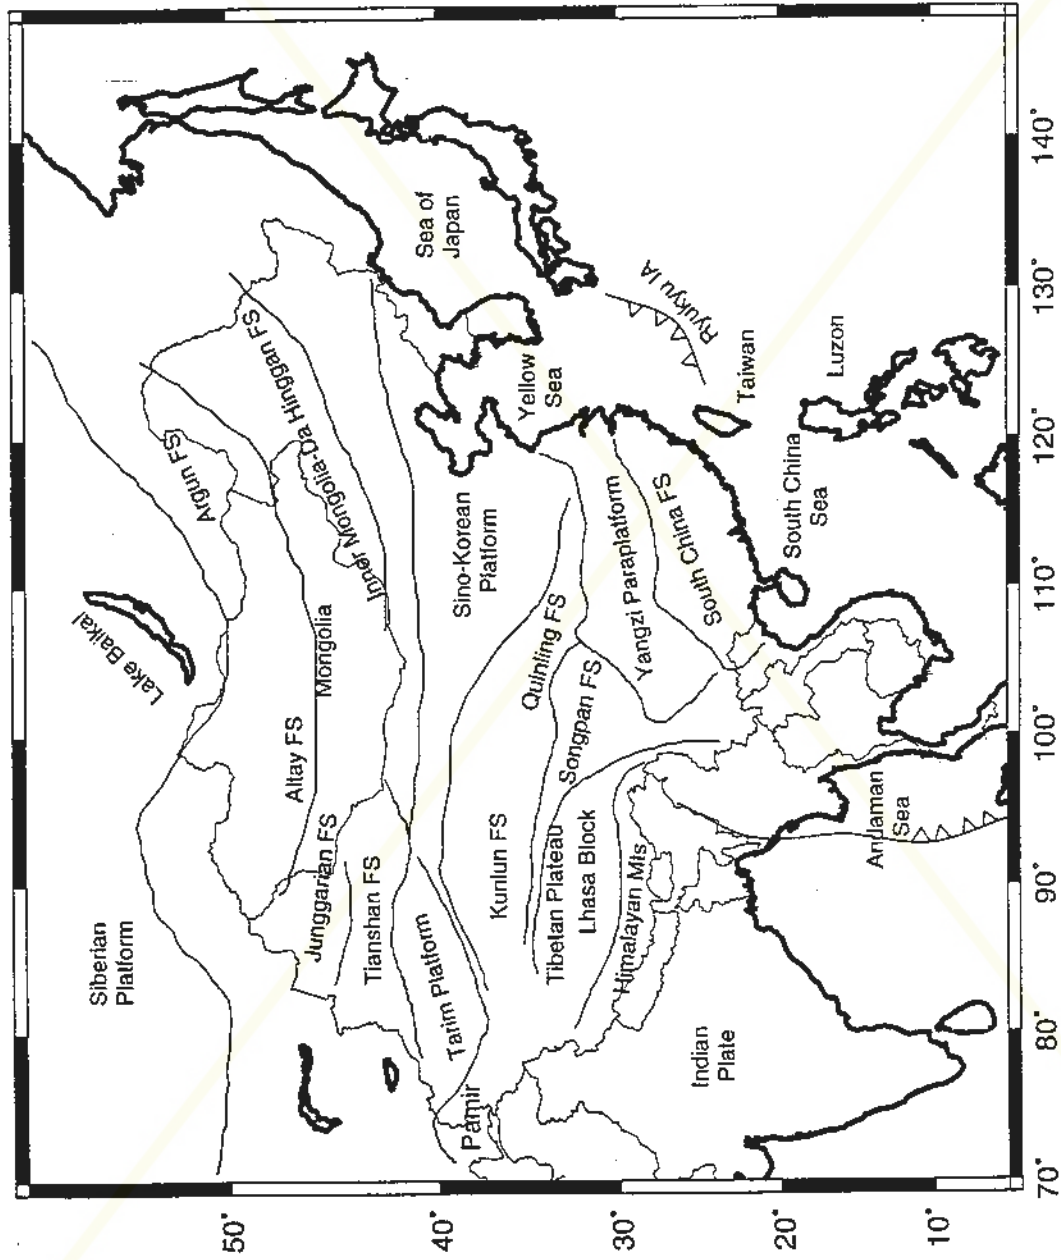 Siberian
Platform
Lake Baikal
Argun FS
50°
Inner Mongolia-Da Hinggan FS
Altay FS
Mongolia
Junggarian FS
Tianshan FS
Sea of
Japan
40°
Tarim Platform
Sino-Korean
Platform
Pamir
Kunlun FS
Quinling FS
Yellow
Sea
Tibetan Plateau
Songpan FS
Lhasa Block
Himalayan Mts
Yangzi Paraplatform
30°
South China FS
Ryukyu IA
Indian
Plate
Taiwan
20°
South China
Sea
Luzon
Andaman
Sea
10°
70°
80°
90°
100°
110°
120°
130°
140°